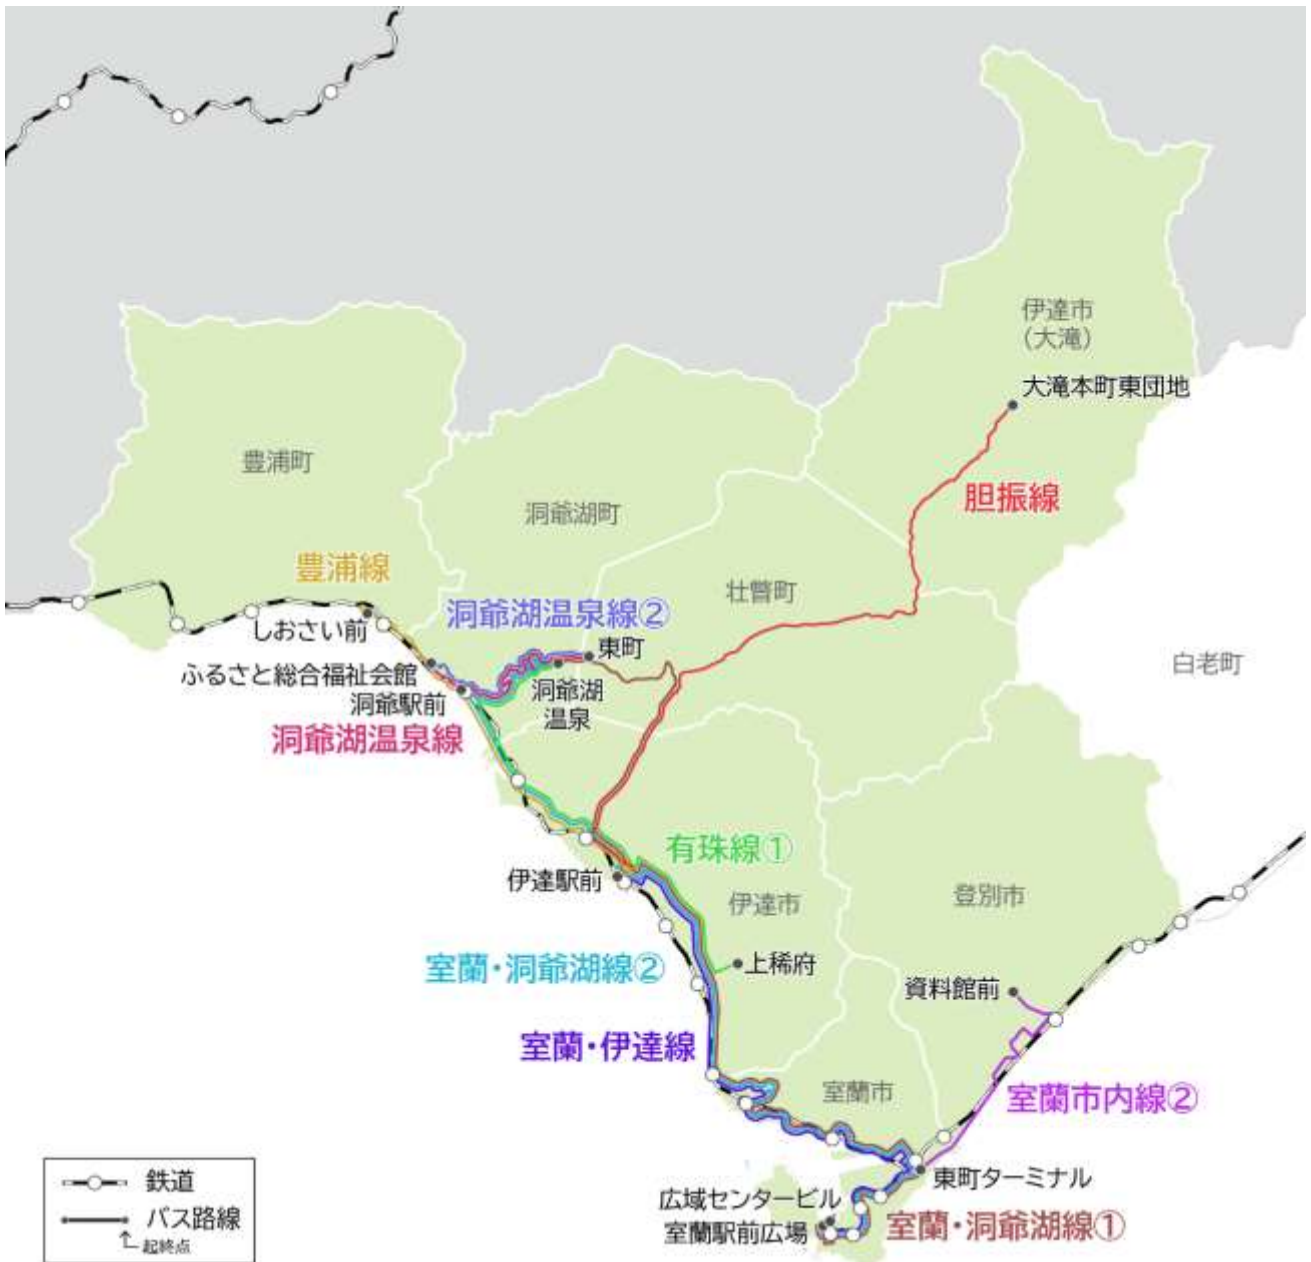 伊達市
（大滝）
大滝本町東団地
胆振線
豊浦町
洞爺湖町
豊浦線
壮瞥町
洞爺湖温泉線②
しおさい前
東町
白老町
ふるさと総合福祉会館
洞爺駅前
洞爺湖
温泉
洞爺湖温泉線
有珠線①
伊達駅前
伊達市
登別市
室蘭・洞爺湖線②
上稀府
資料館前
室蘭・伊達線
室蘭市
室蘭市内線②
東町ターミナル
広域センタービル
室蘭駅前広場
室蘭・洞爺湖線①
鉄道
バス路線
起終点